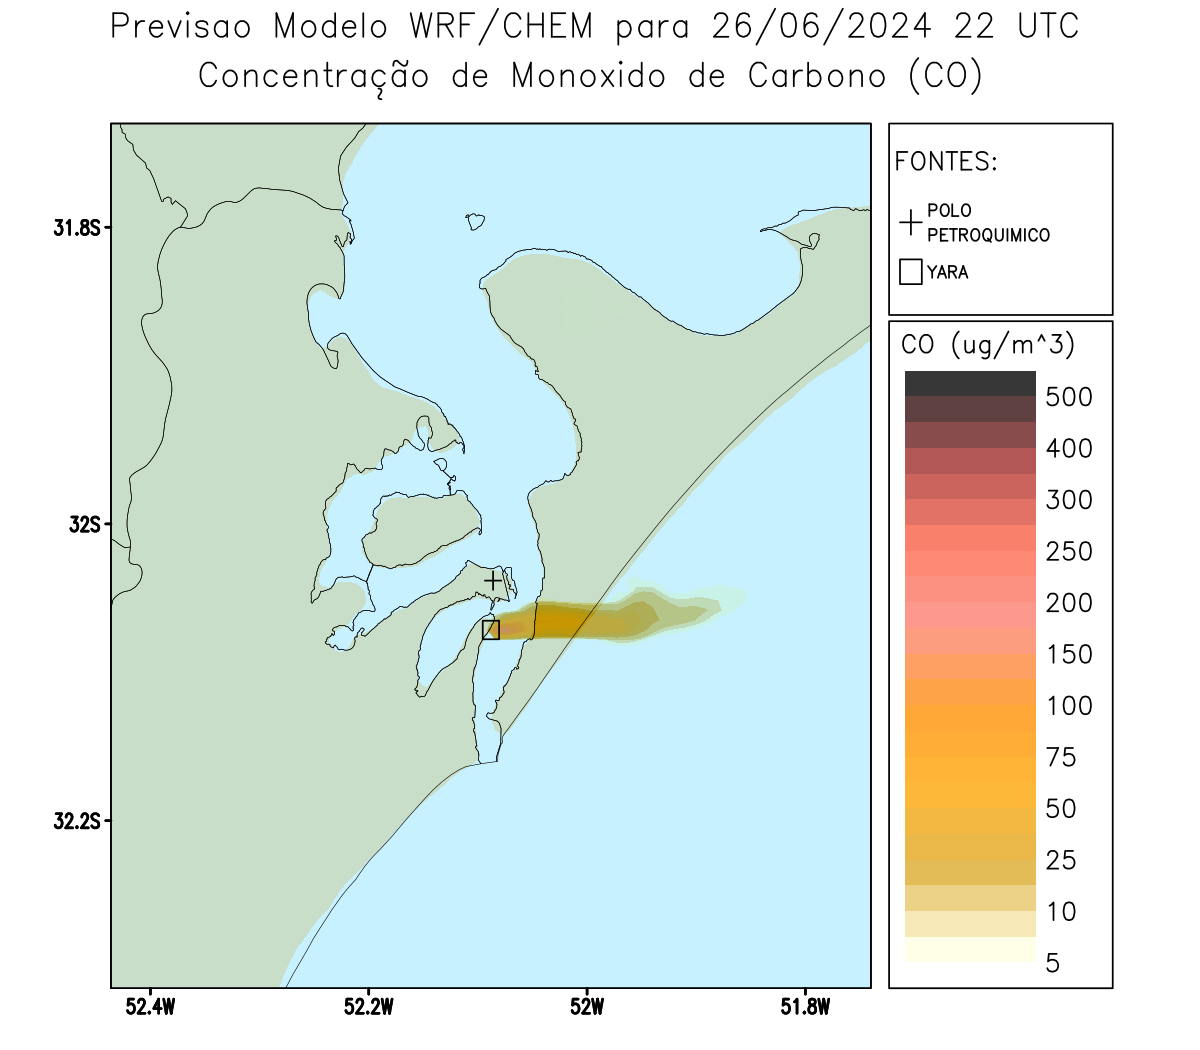 Previsao Modelo WRF/CHEM para 26/06/2024 22 UTC
Concentração de Monoxido de Carbono (CO)
FONTES:
POLO
PETROQUIMICO
YARA
CO (ug/m^3)
500
400
300
250
200
150
100
75
50
25
10
5
31.8S
32S
32.2S
52.4W
52.2W
52W
51.8W